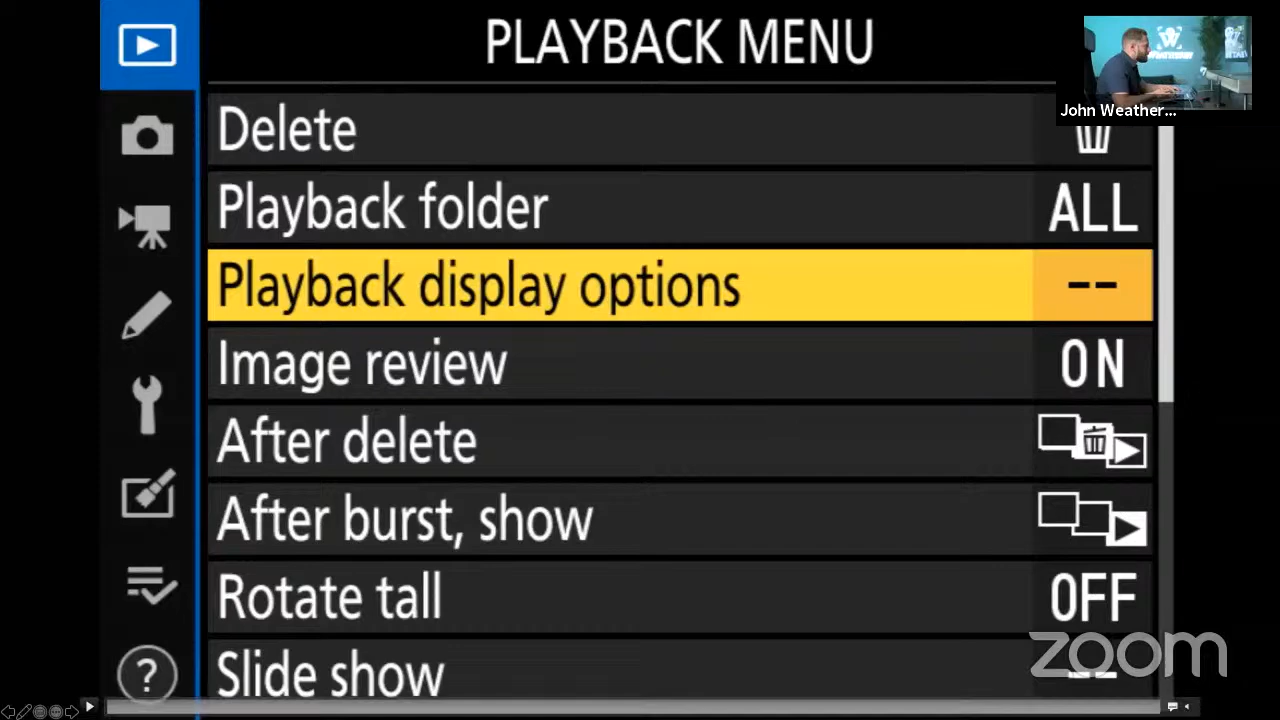 PLAYBACK MENU
John Weather...
Delete
Playback folder ALL
Playback display options --
Image review ON
After delete
After burst, show
Rotate tall OFF
Slide show --
?
zoom